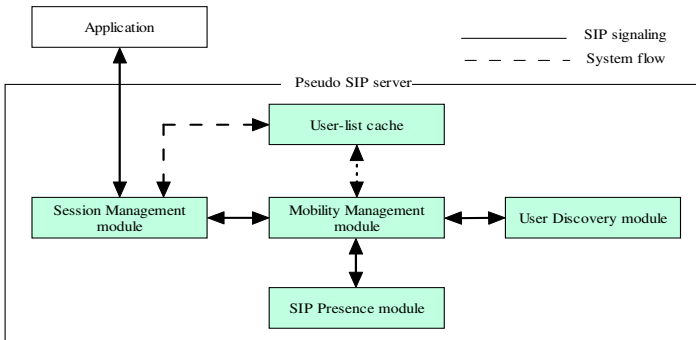 Application
SIP signaling
System flow
Pseudo SIP server
User-list cache
Session Management
module
Mobility Management
module
User Discovery module
SIP Presence module